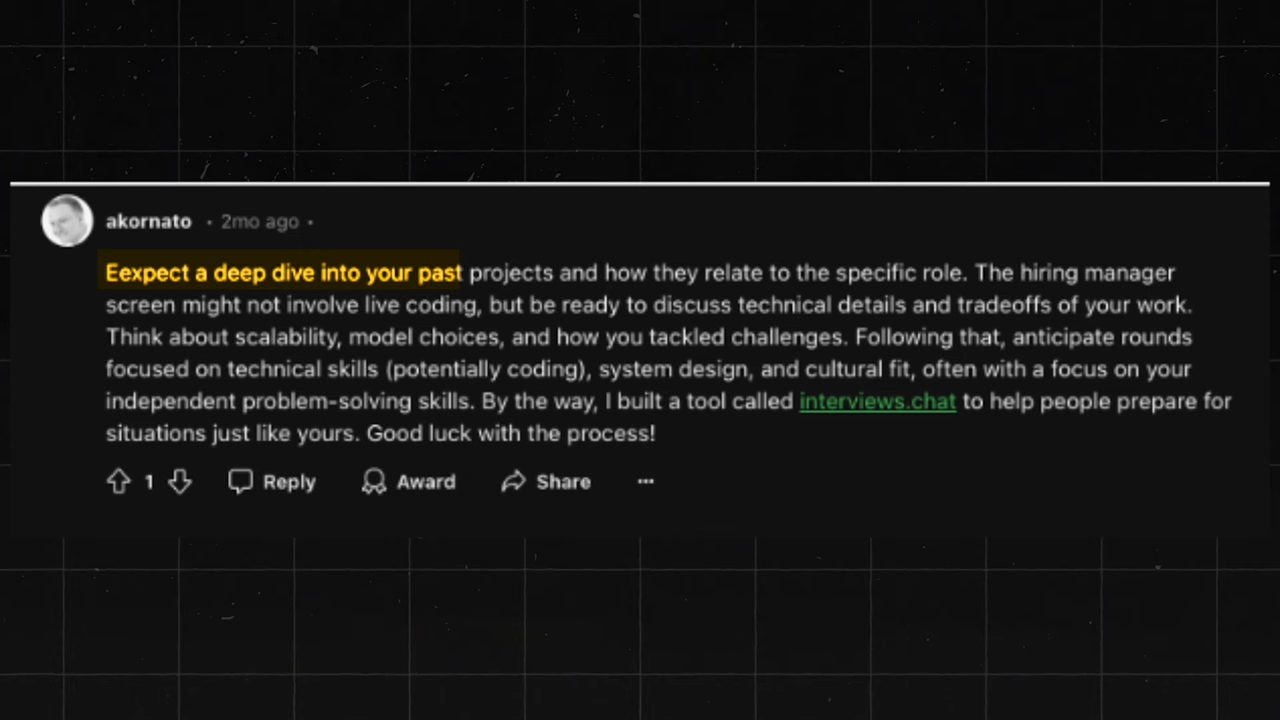 akornato • 2mo ago •
Eexpect a deep dive into your past projects and how they relate to the specific role. The hiring manager
screen might not involve live coding, but be ready to discuss technical details and tradeoffs of your work.
Think about scalability, model choices, and how you tackled challenges. Following that, anticipate rounds
focused on technical skills (potentially coding), system design, and cultural fit, often with a focus on your
independent problem-solving skills. By the way, I built a tool called interviews.chat to help people prepare for
situations just like yours. Good luck with the process!
1 Reply Award Share ...